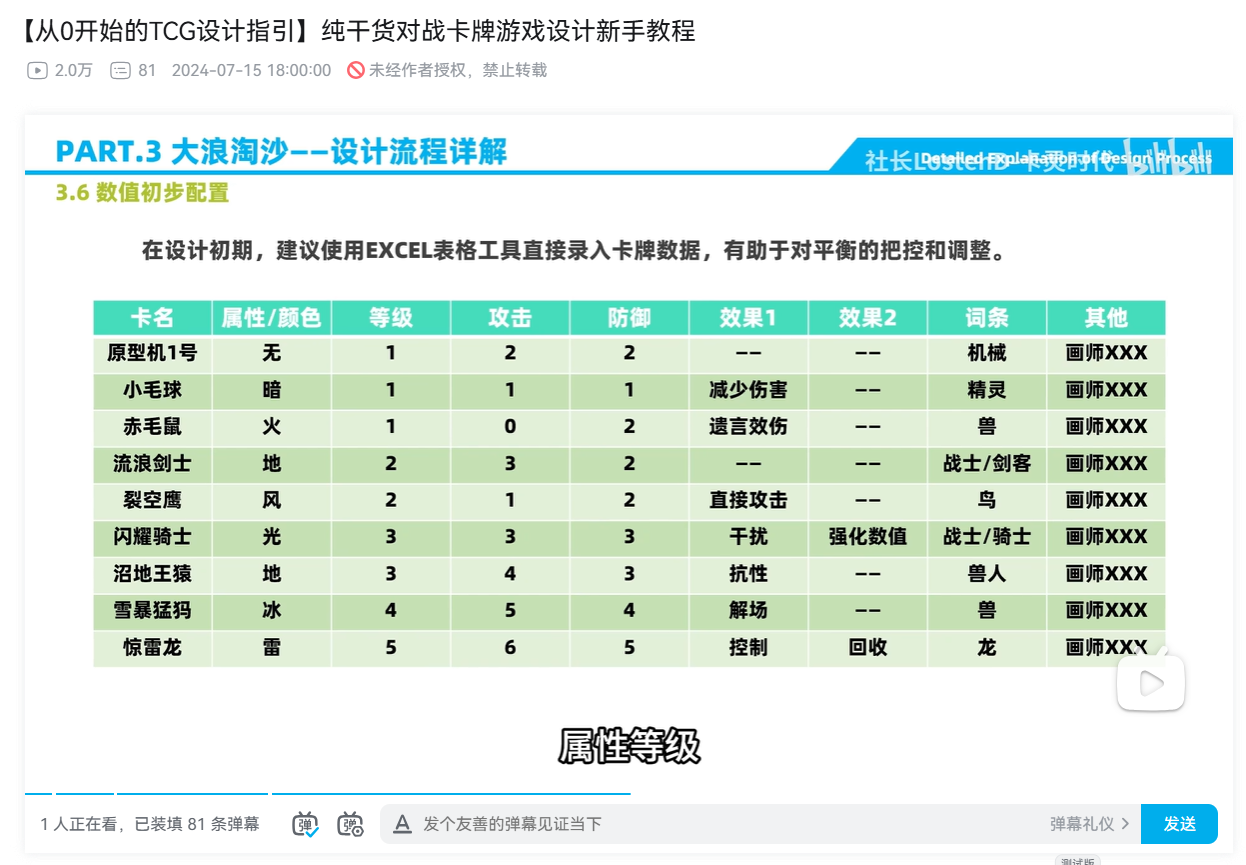 【从0开始的TCG设计指引】纯干货对战卡牌游戏设计新手教程
2.0万 81 2024-07-15 18:00:00 未经作者授权，禁止转载
PART.3 大浪淘沙——设计流程详解
Detailed Explanation of Design Process
社长LostenD 卡灵时代 bilibili
3.6 数值初步配置
在设计初期，建议使用EXCEL表格工具直接录入卡牌数据，有助于对平衡的把控和调整。
卡名 属性/颜色 等级 攻击 防御 效果1 效果2 词条 其他
原型机1号 无 1 2 2 —— —— 机械 画师XXX
小毛球 暗 1 1 1 减少伤害 —— 精灵 画师XXX
赤毛鼠 火 1 0 2 遗言效伤 —— 兽 画师XXX
流浪剑士 地 2 3 2 —— —— 战士/剑客 画师XXX
裂空鹰 风 2 1 2 直接攻击 —— 鸟 画师XXX
闪耀骑士 光 3 3 3 干扰 强化数值 战士/骑士 画师XXX
沼地王猿 地 3 4 3 抗性 —— 兽人 画师XXX
雪暴猛犸 冰 4 5 4 解场 —— 兽 画师XXX
惊雷龙 雷 5 6 5 控制 回收 龙 画师XXX
属性等级
1 人正在看，已装填 81 条弹幕 弹 弹 A 发个友善的弹幕见证当下 弹幕礼仪 发送
测试版